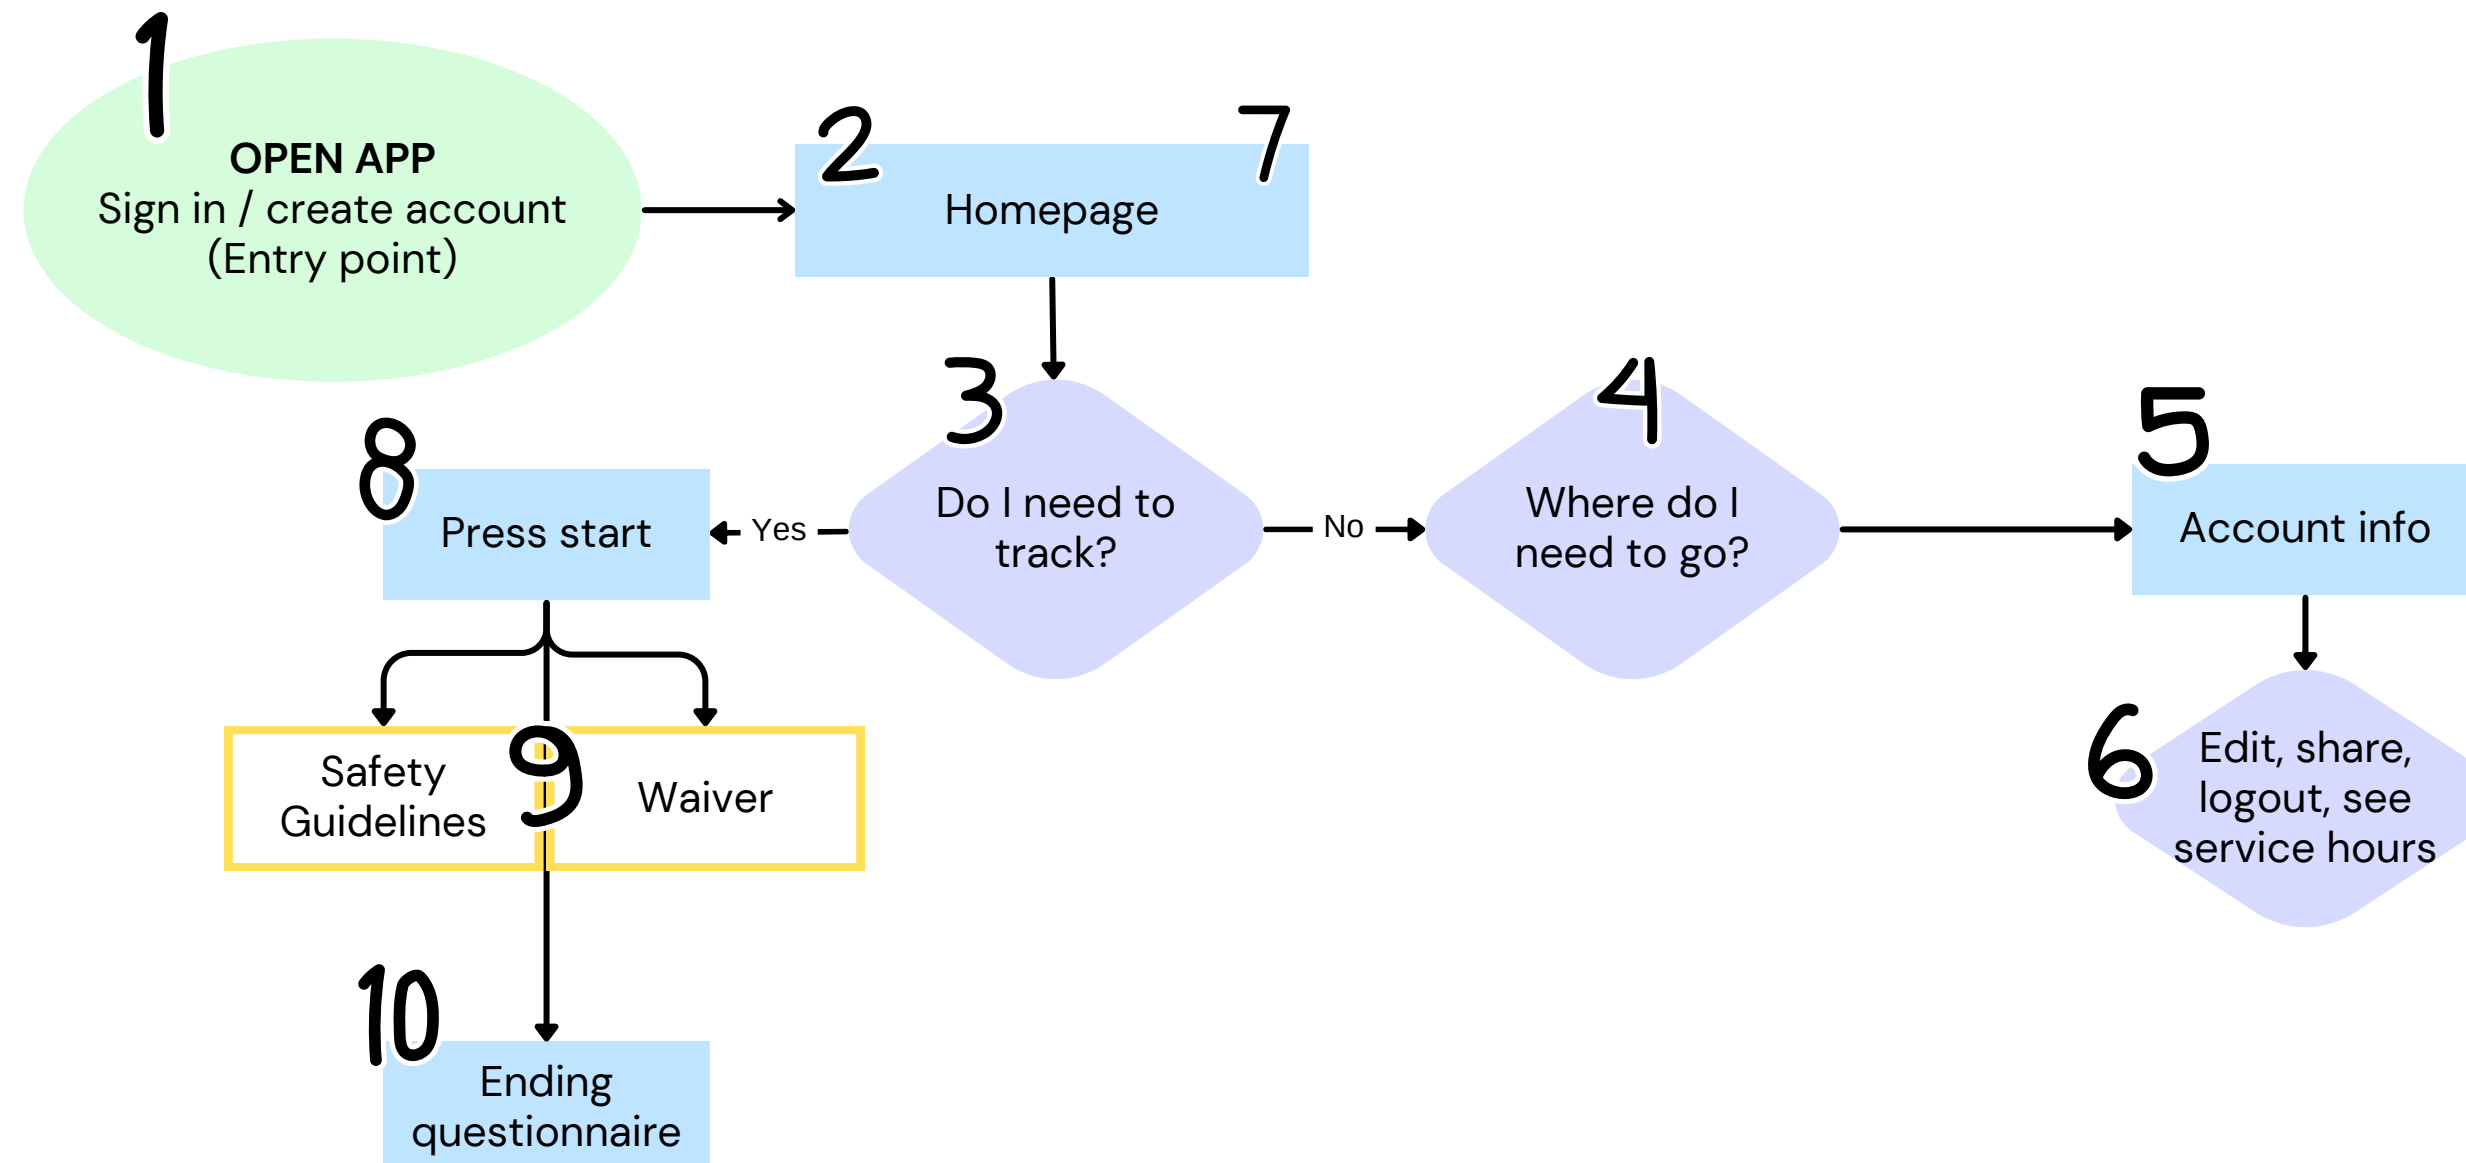 1
OPEN APP
Sign in / create account
(Entry point)
2
7
Homepage
3
Do I need to
track?
Yes
No
4
Where do I
need to go?
5
Account info
6
Edit, share,
logout, see
service hours
8
Press start
Safety
Guidelines
9
Waiver
10
Ending
questionnaire